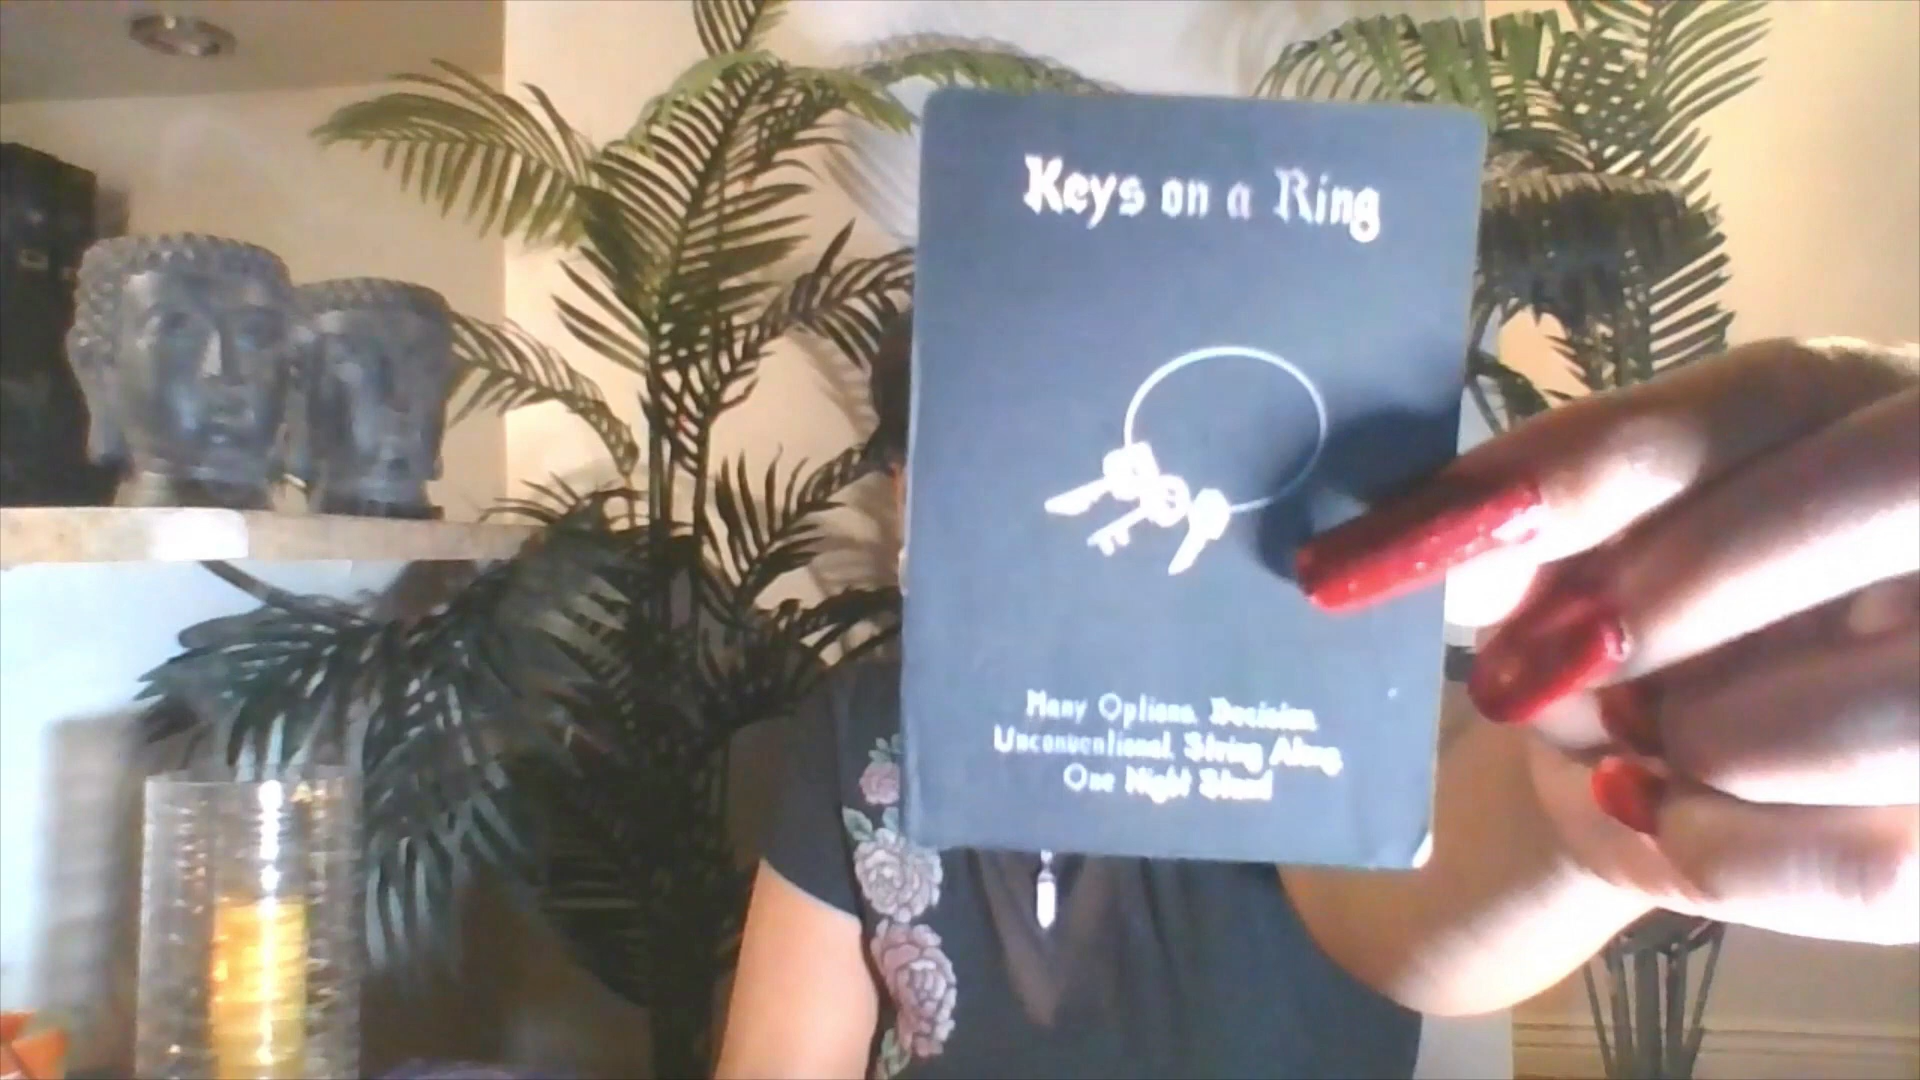 Keys on a Ring
Many Options. Decision.
Unconventional. String Along.
One Night Stand